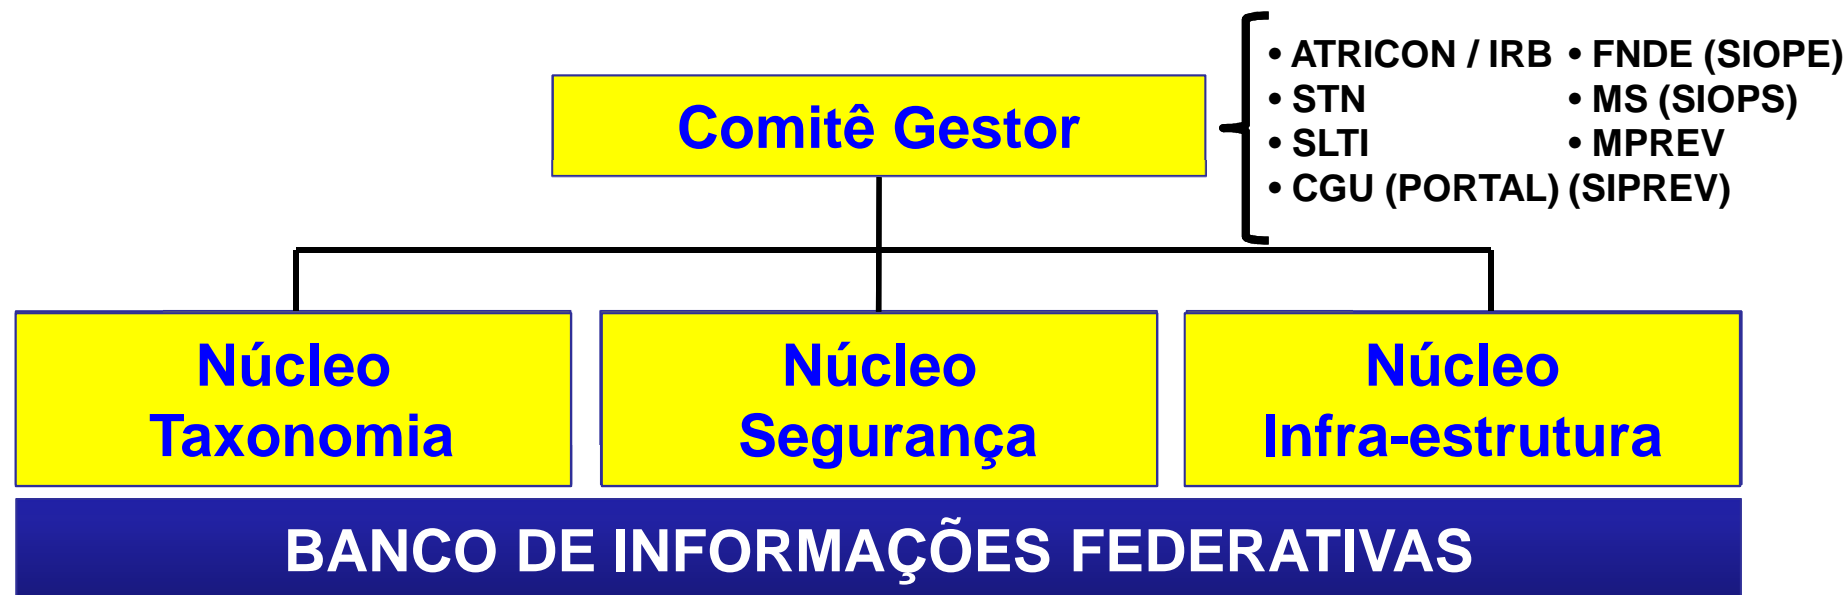 Comitê Gestor
• ATRICON / IRB • FNDE (SIOPE)
• STN • MS (SIOPS)
• SLTI • MPREV
• CGU (PORTAL) (SIPREV)
Núcleo
Taxonomia
Núcleo
Segurança
Núcleo
Infra-estrutura
BANCO DE INFORMAÇÕES FEDERATIVAS